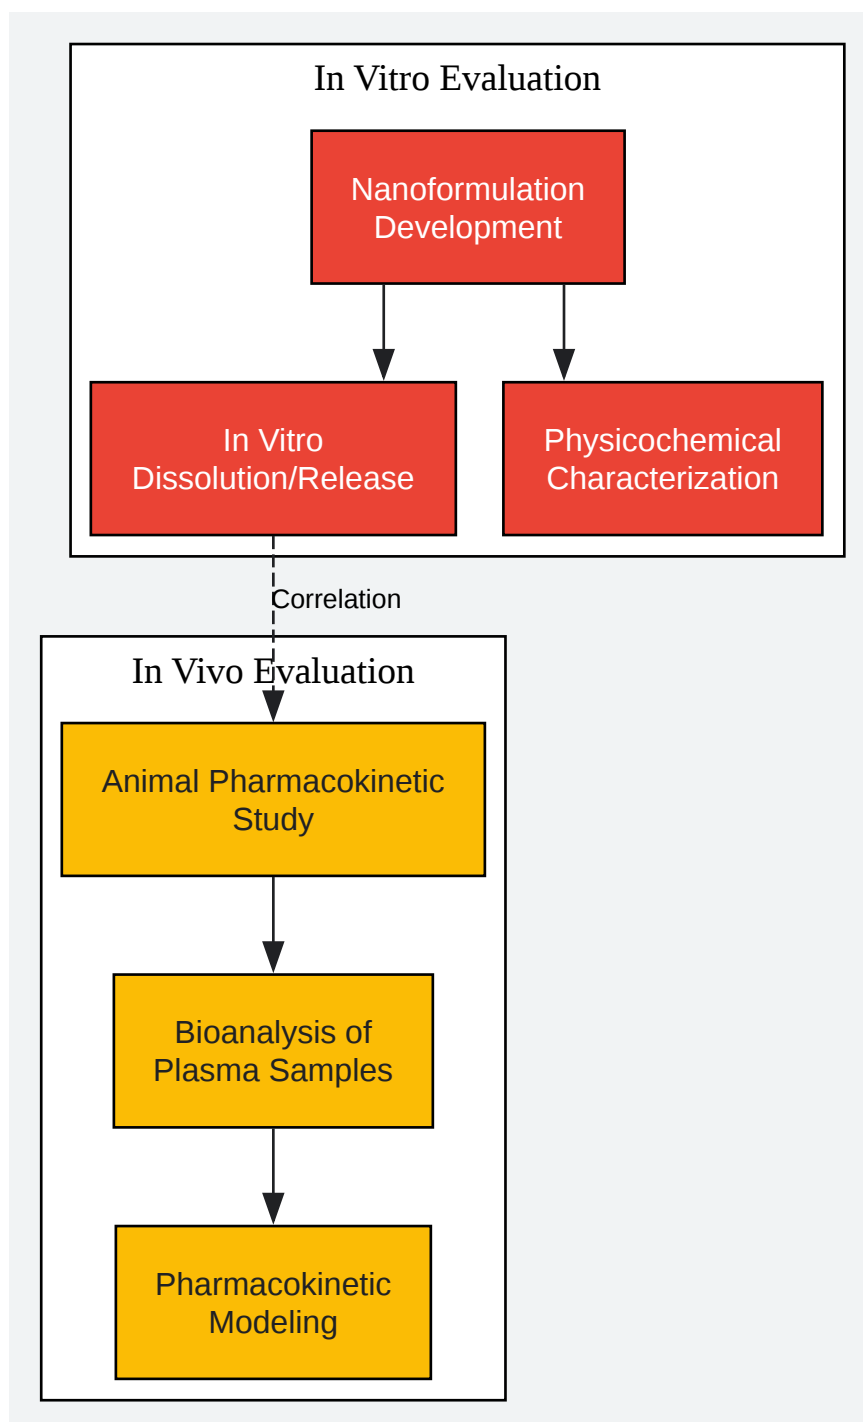 In Vitro Evaluation
Nanoformulation
Development
In Vitro
Dissolution/Release
Physicochemical
Characterization
Correlation
In Vivo Evaluation
Animal Pharmacokinetic
Study
Bioanalysis of
Plasma Samples
Pharmacokinetic
Modeling